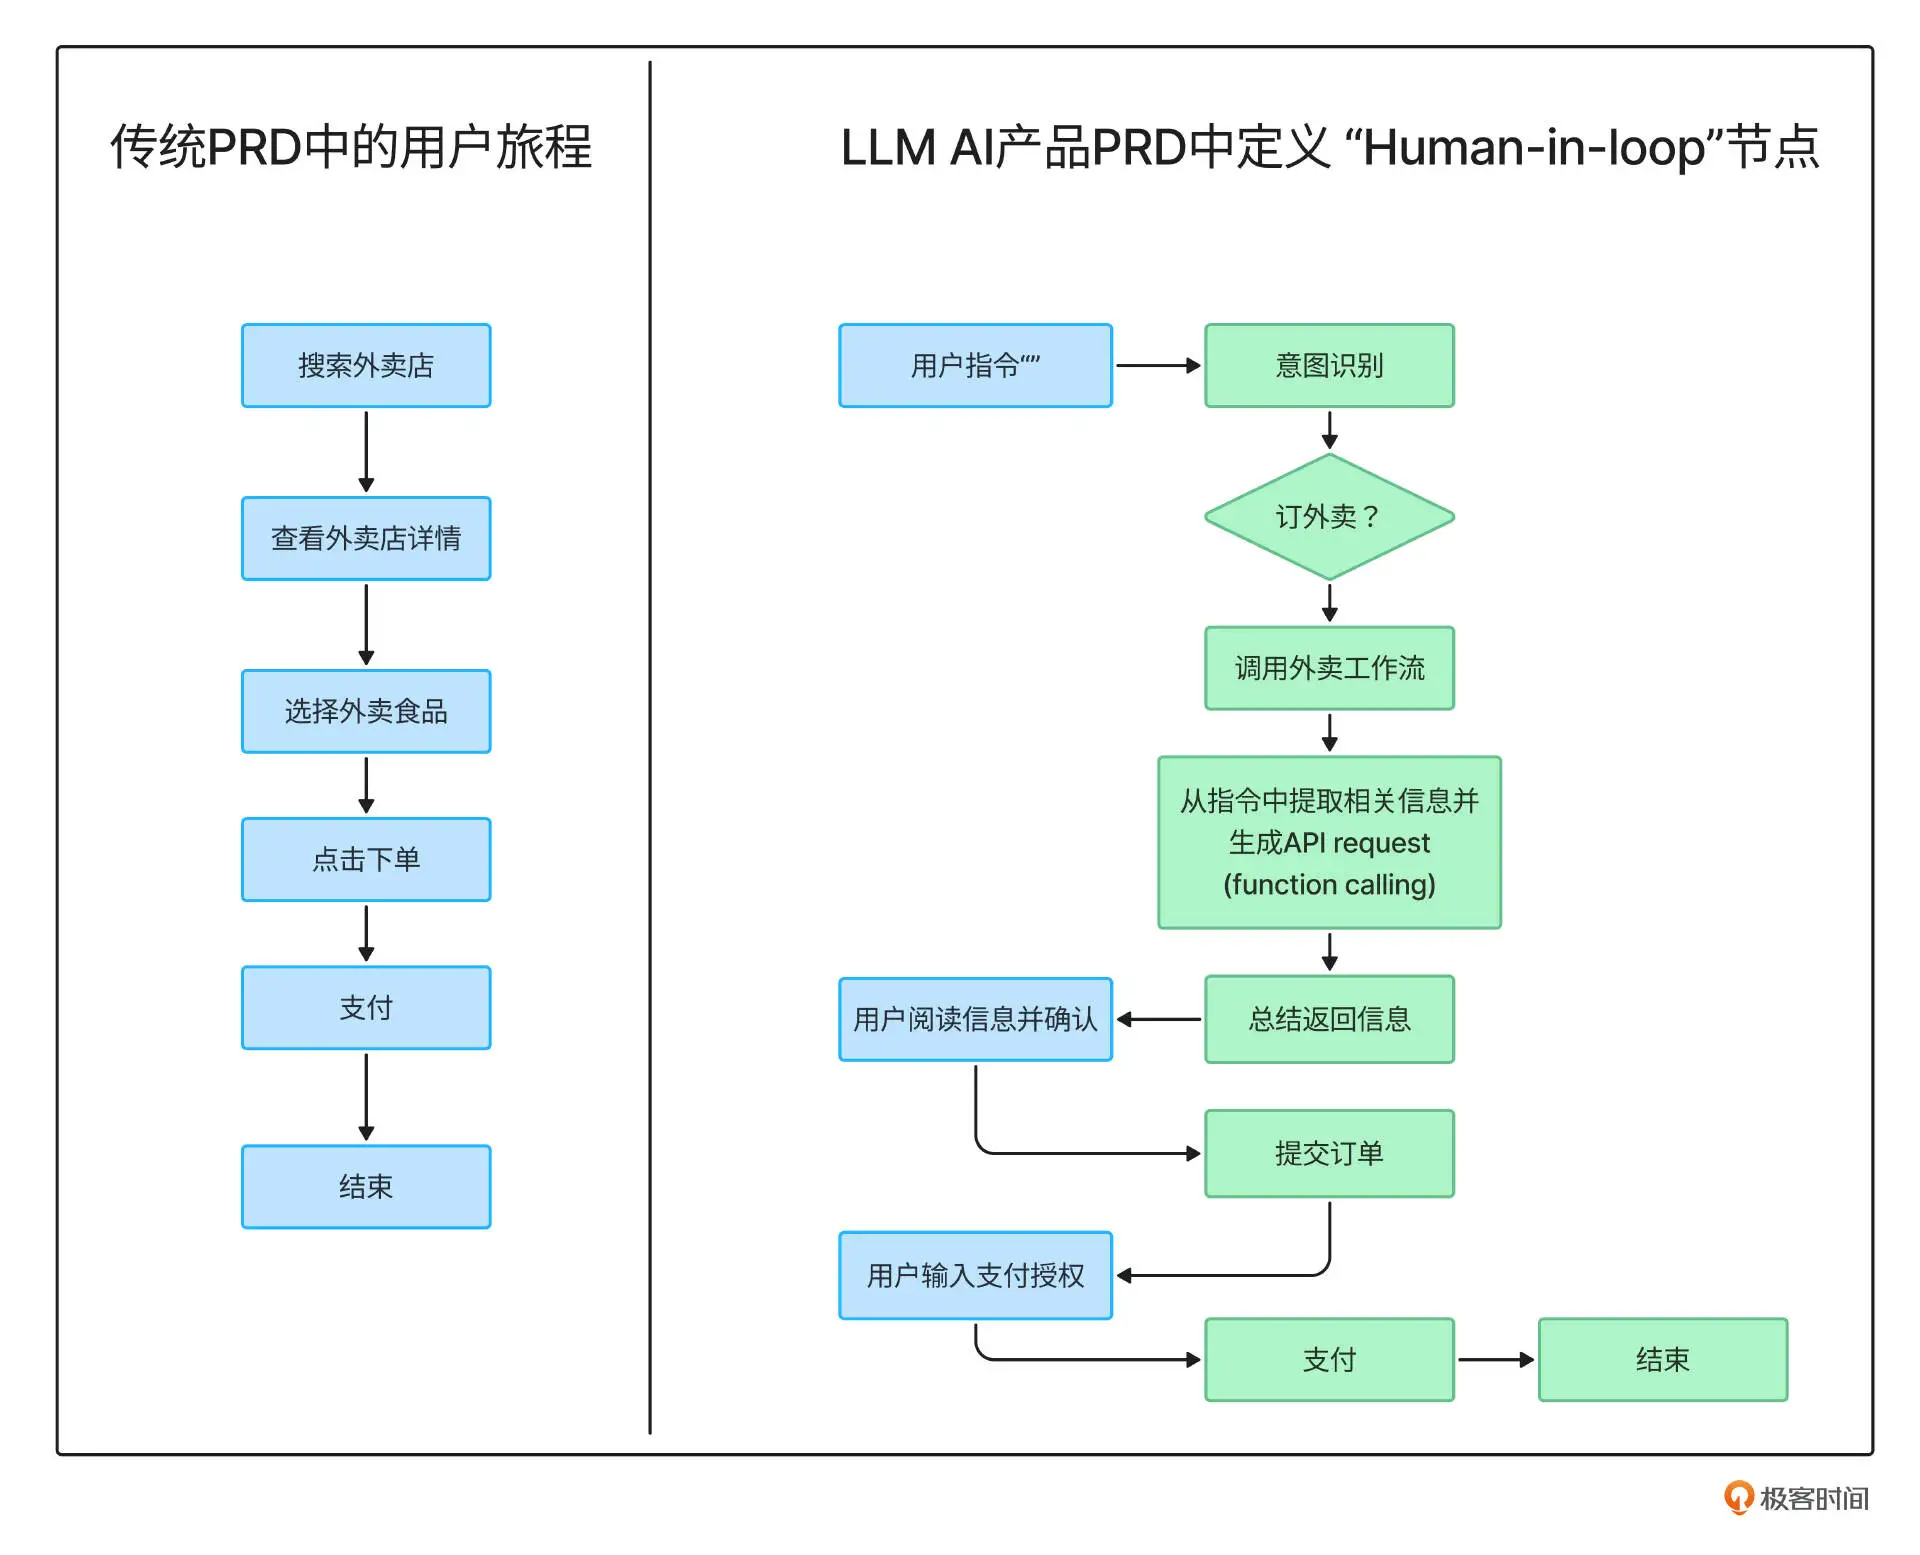 传统PRD中的用户旅程
搜索外卖店
查看外卖店详情
选择外卖食品
点击下单
支付
结束
LLM AI产品PRD中定义 “Human-in-loop”节点
用户指令“”
意图识别
订外卖？
调用外卖工作流
从指令中提取相关信息并
生成API request
(function calling)
总结返回信息
用户阅读信息并确认
提交订单
用户输入支付授权
支付
结束
极客时间